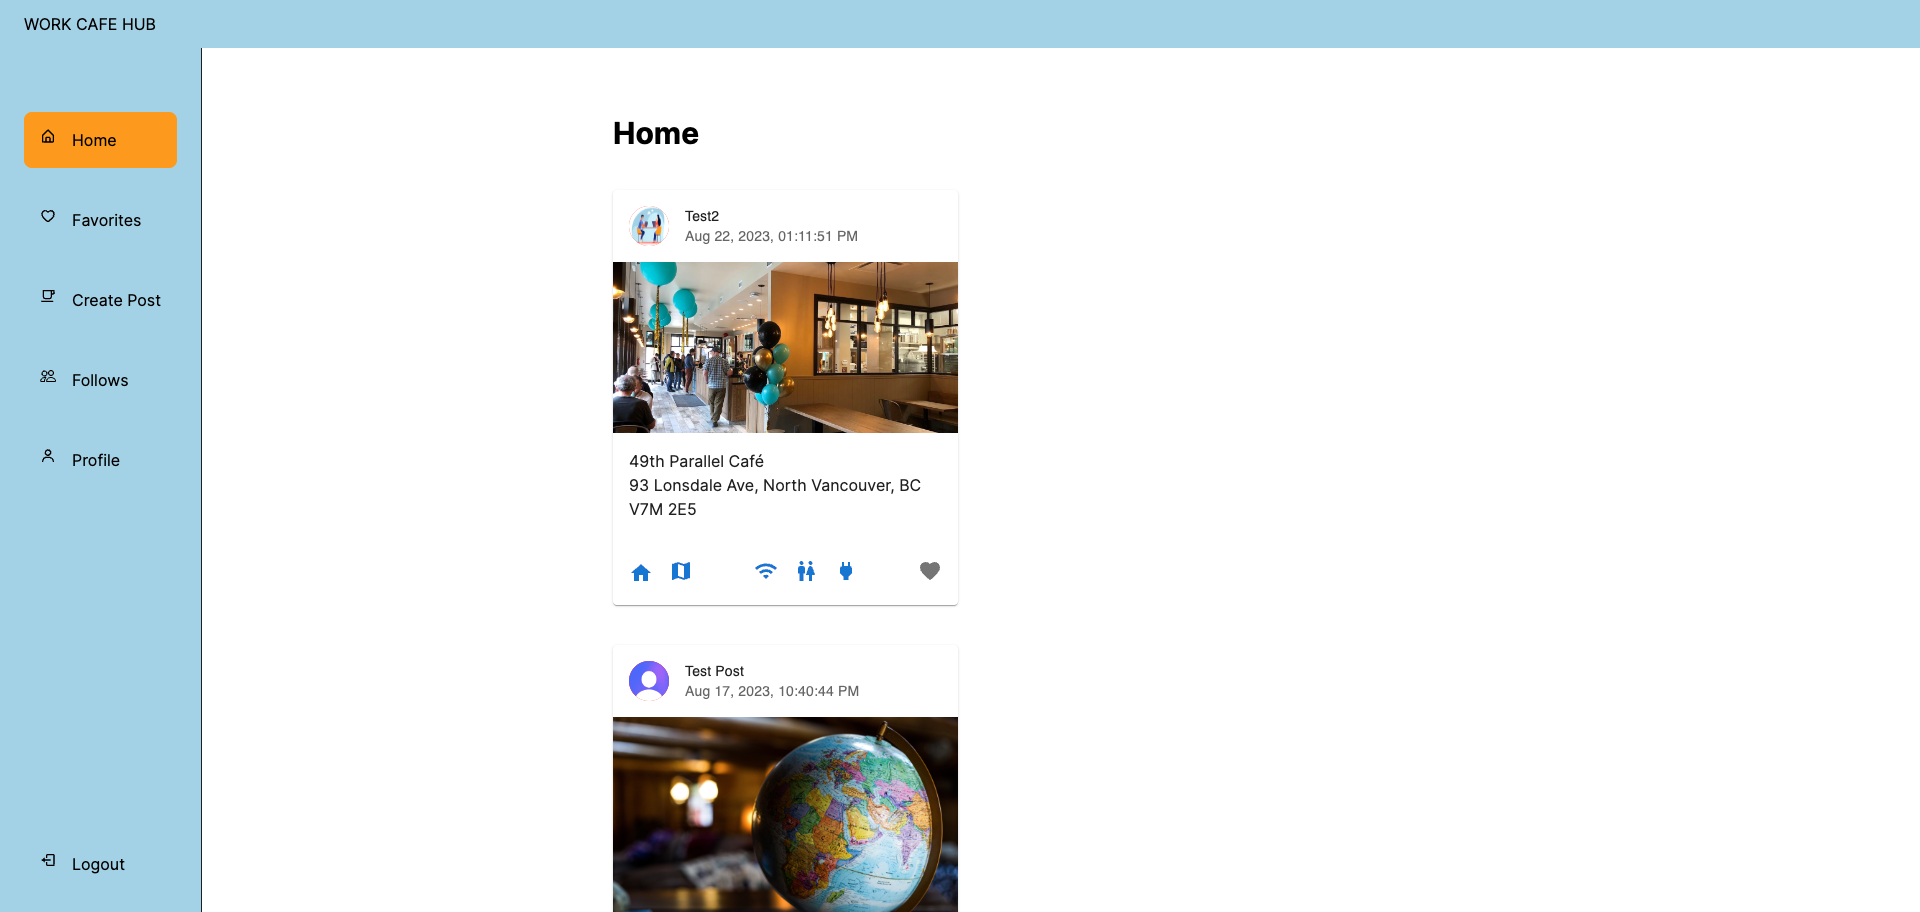 WORK CAFE HUB
Home
Favorites
Create Post
Follows
Profile
Logout
Home
Test2
Aug 22, 2023, 01:11:51 PM
49th Parallel Café
93 Lonsdale Ave, North Vancouver, BC
V7M 2E5
Test Post
Aug 17, 2023, 10:40:44 PM